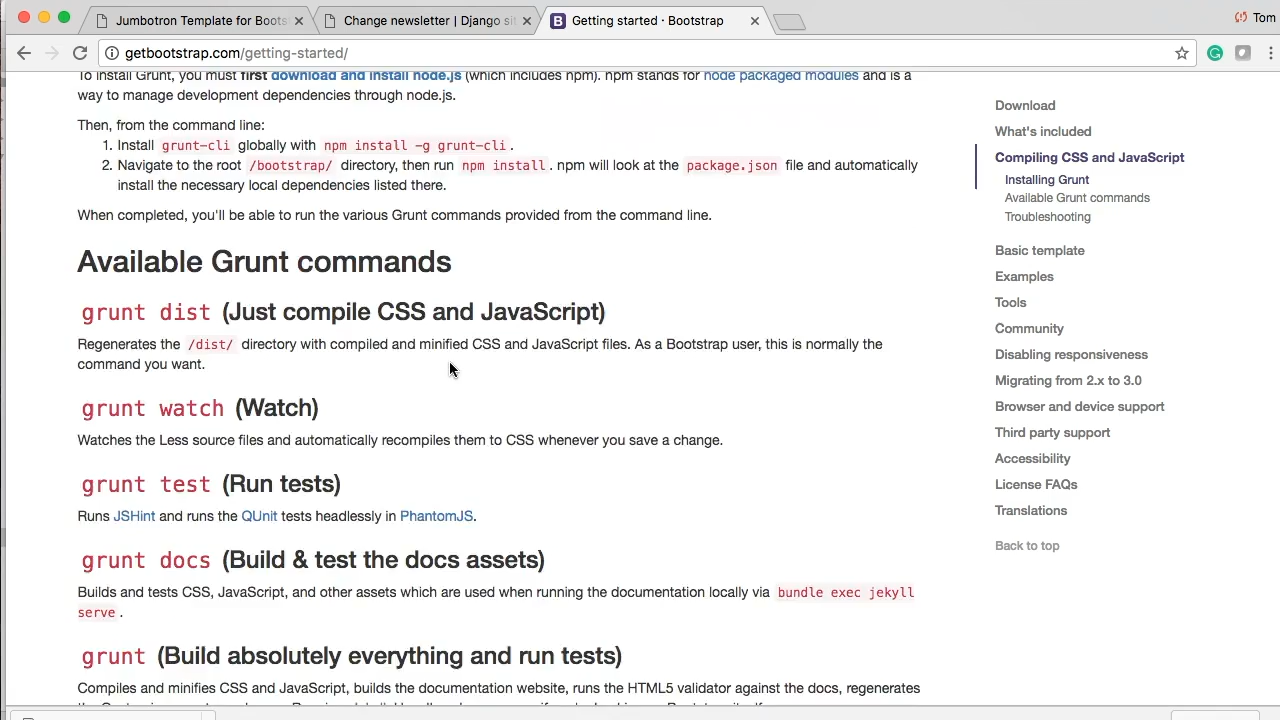 Jumbotron Template for Boots
Change newsletter | Django sit
Getting started · Bootstrap
Tom
getbootstrap.com/getting-started/
To install Grunt, you must first download and install node.js (which includes npm). npm stands for node packaged modules and is a
way to manage development dependencies through node.js.
Then, from the command line:
1. Install grunt-cli globally with npm install -g grunt-cli.
2. Navigate to the root /bootstrap/ directory, then run npm install. npm will look at the package.json file and automatically
install the necessary local dependencies listed there.
When completed, you'll be able to run the various Grunt commands provided from the command line.
Available Grunt commands
grunt dist (Just compile CSS and JavaScript)
Regenerates the /dist/ directory with compiled and minified CSS and JavaScript files. As a Bootstrap user, this is normally the
command you want.
grunt watch (Watch)
Watches the Less source files and automatically recompiles them to CSS whenever you save a change.
grunt test (Run tests)
Runs JSHint and runs the QUnit tests headlessly in PhantomJS.
grunt docs (Build & test the docs assets)
Builds and tests CSS, JavaScript, and other assets which are used when running the documentation locally via bundle exec jekyll
serve.
grunt (Build absolutely everything and run tests)
Compiles and minifies CSS and JavaScript, builds the documentation website, runs the HTML5 validator against the docs, regenerates
Download
What's included
Compiling CSS and JavaScript
Installing Grunt
Available Grunt commands
Troubleshooting
Basic template
Examples
Tools
Community
Disabling responsiveness
Migrating from 2.x to 3.0
Browser and device support
Third party support
Accessibility
License FAQs
Translations
Back to top